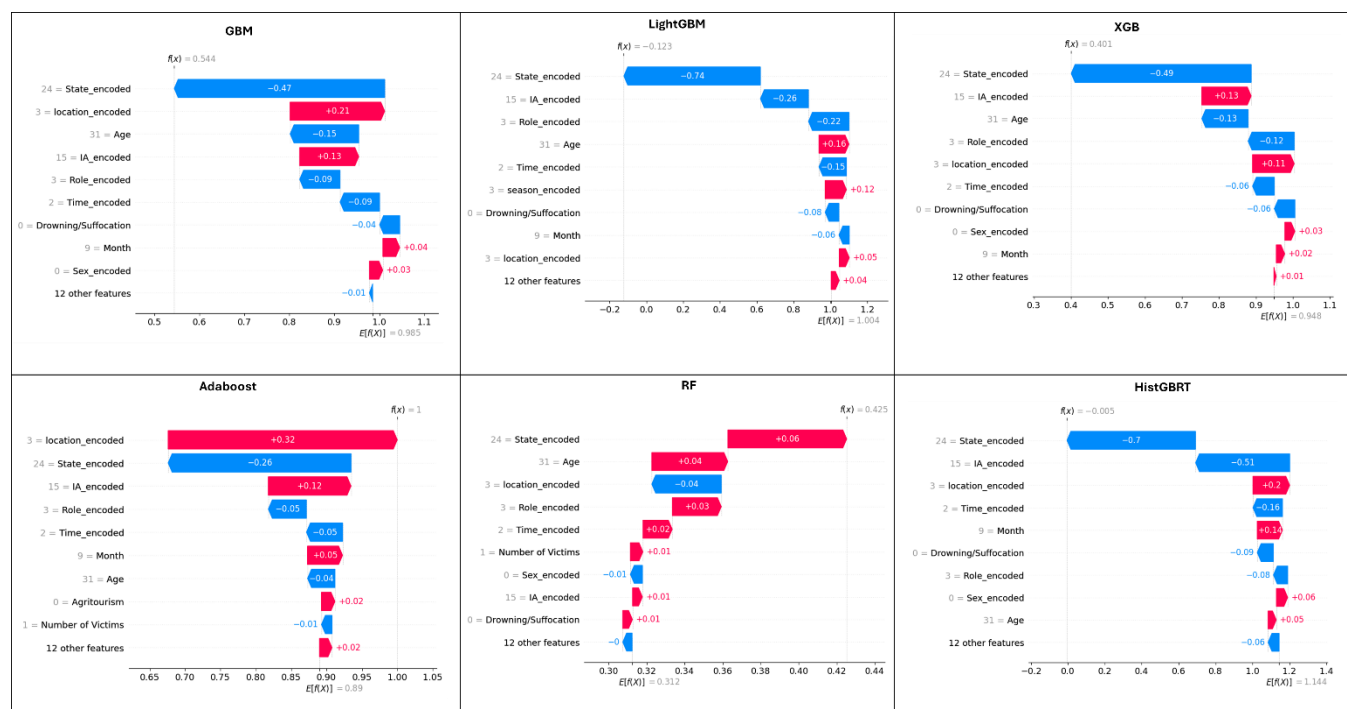 GBM
f(x) = 0.544
24 = State_encoded
−0.47
3 = location_encoded
+0.21
31 = Age
−0.15
15 = IA_encoded
+0.13
3 = Role_encoded
−0.09
2 = Time_encoded
−0.09
0 = Drowning/Suffocation
−0.04
9 = Month
+0.04
0 = Sex_encoded
+0.03
12 other features
−0.01
0.5 0.6 0.7 0.8 0.9 1.0 1.1
E[f(X)] = 0.985
LightGBM
f(x) = −0.123
24 = State_encoded
−0.74
15 = IA_encoded
−0.26
3 = Role_encoded
−0.22
31 = Age
+0.16
2 = Time_encoded
−0.15
3 = season_encoded
+0.12
0 = Drowning/Suffocation
−0.08
9 = Month
−0.06
3 = location_encoded
+0.05
12 other features
+0.04
−0.2 0.0 0.2 0.4 0.6 0.8 1.0 1.2
E[f(X)] = 1.004
XGB
f(x) = 0.401
24 = State_encoded
−0.49
15 = IA_encoded
+0.13
31 = Age
−0.13
3 = Role_encoded
−0.12
3 = location_encoded
+0.11
2 = Time_encoded
−0.06
0 = Drowning/Suffocation
−0.06
0 = Sex_encoded
+0.03
9 = Month
+0.02
12 other features
+0.01
0.3 0.4 0.5 0.6 0.7 0.8 0.9 1.0 1.1
E[f(X)] = 0.948
Adaboost
f(x) = 1
3 = location_encoded
+0.32
24 = State_encoded
−0.26
15 = IA_encoded
+0.12
3 = Role_encoded
−0.05
2 = Time_encoded
−0.05
9 = Month
+0.05
31 = Age
−0.04
0 = Agritourism
+0.02
1 = Number of Victims
−0.01
12 other features
+0.02
0.65 0.70 0.75 0.80 0.85 0.90 0.95 1.00 1.05
E[f(X)] = 0.89
RF
f(x) = 0.425
24 = State_encoded
+0.06
31 = Age
+0.04
3 = location_encoded
−0.04
3 = Role_encoded
+0.03
2 = Time_encoded
+0.02
1 = Number of Victims
+0.01
0 = Sex_encoded
−0.01
15 = IA_encoded
+0.01
0 = Drowning/Suffocation
+0.01
12 other features
−0
0.30 0.32 0.34 0.36 0.38 0.40 0.42 0.44
E[f(X)] = 0.312
HistGBRT
f(x) = −0.005
24 = State_encoded
−0.7
15 = IA_encoded
−0.51
3 = location_encoded
+0.2
2 = Time_encoded
−0.16
9 = Month
+0.14
0 = Drowning/Suffocation
−0.09
3 = Role_encoded
−0.08
0 = Sex_encoded
+0.06
31 = Age
+0.05
12 other features
−0.06
−0.2 0.0 0.2 0.4 0.6 0.8 1.0 1.2 1.4
E[f(X)] = 1.144